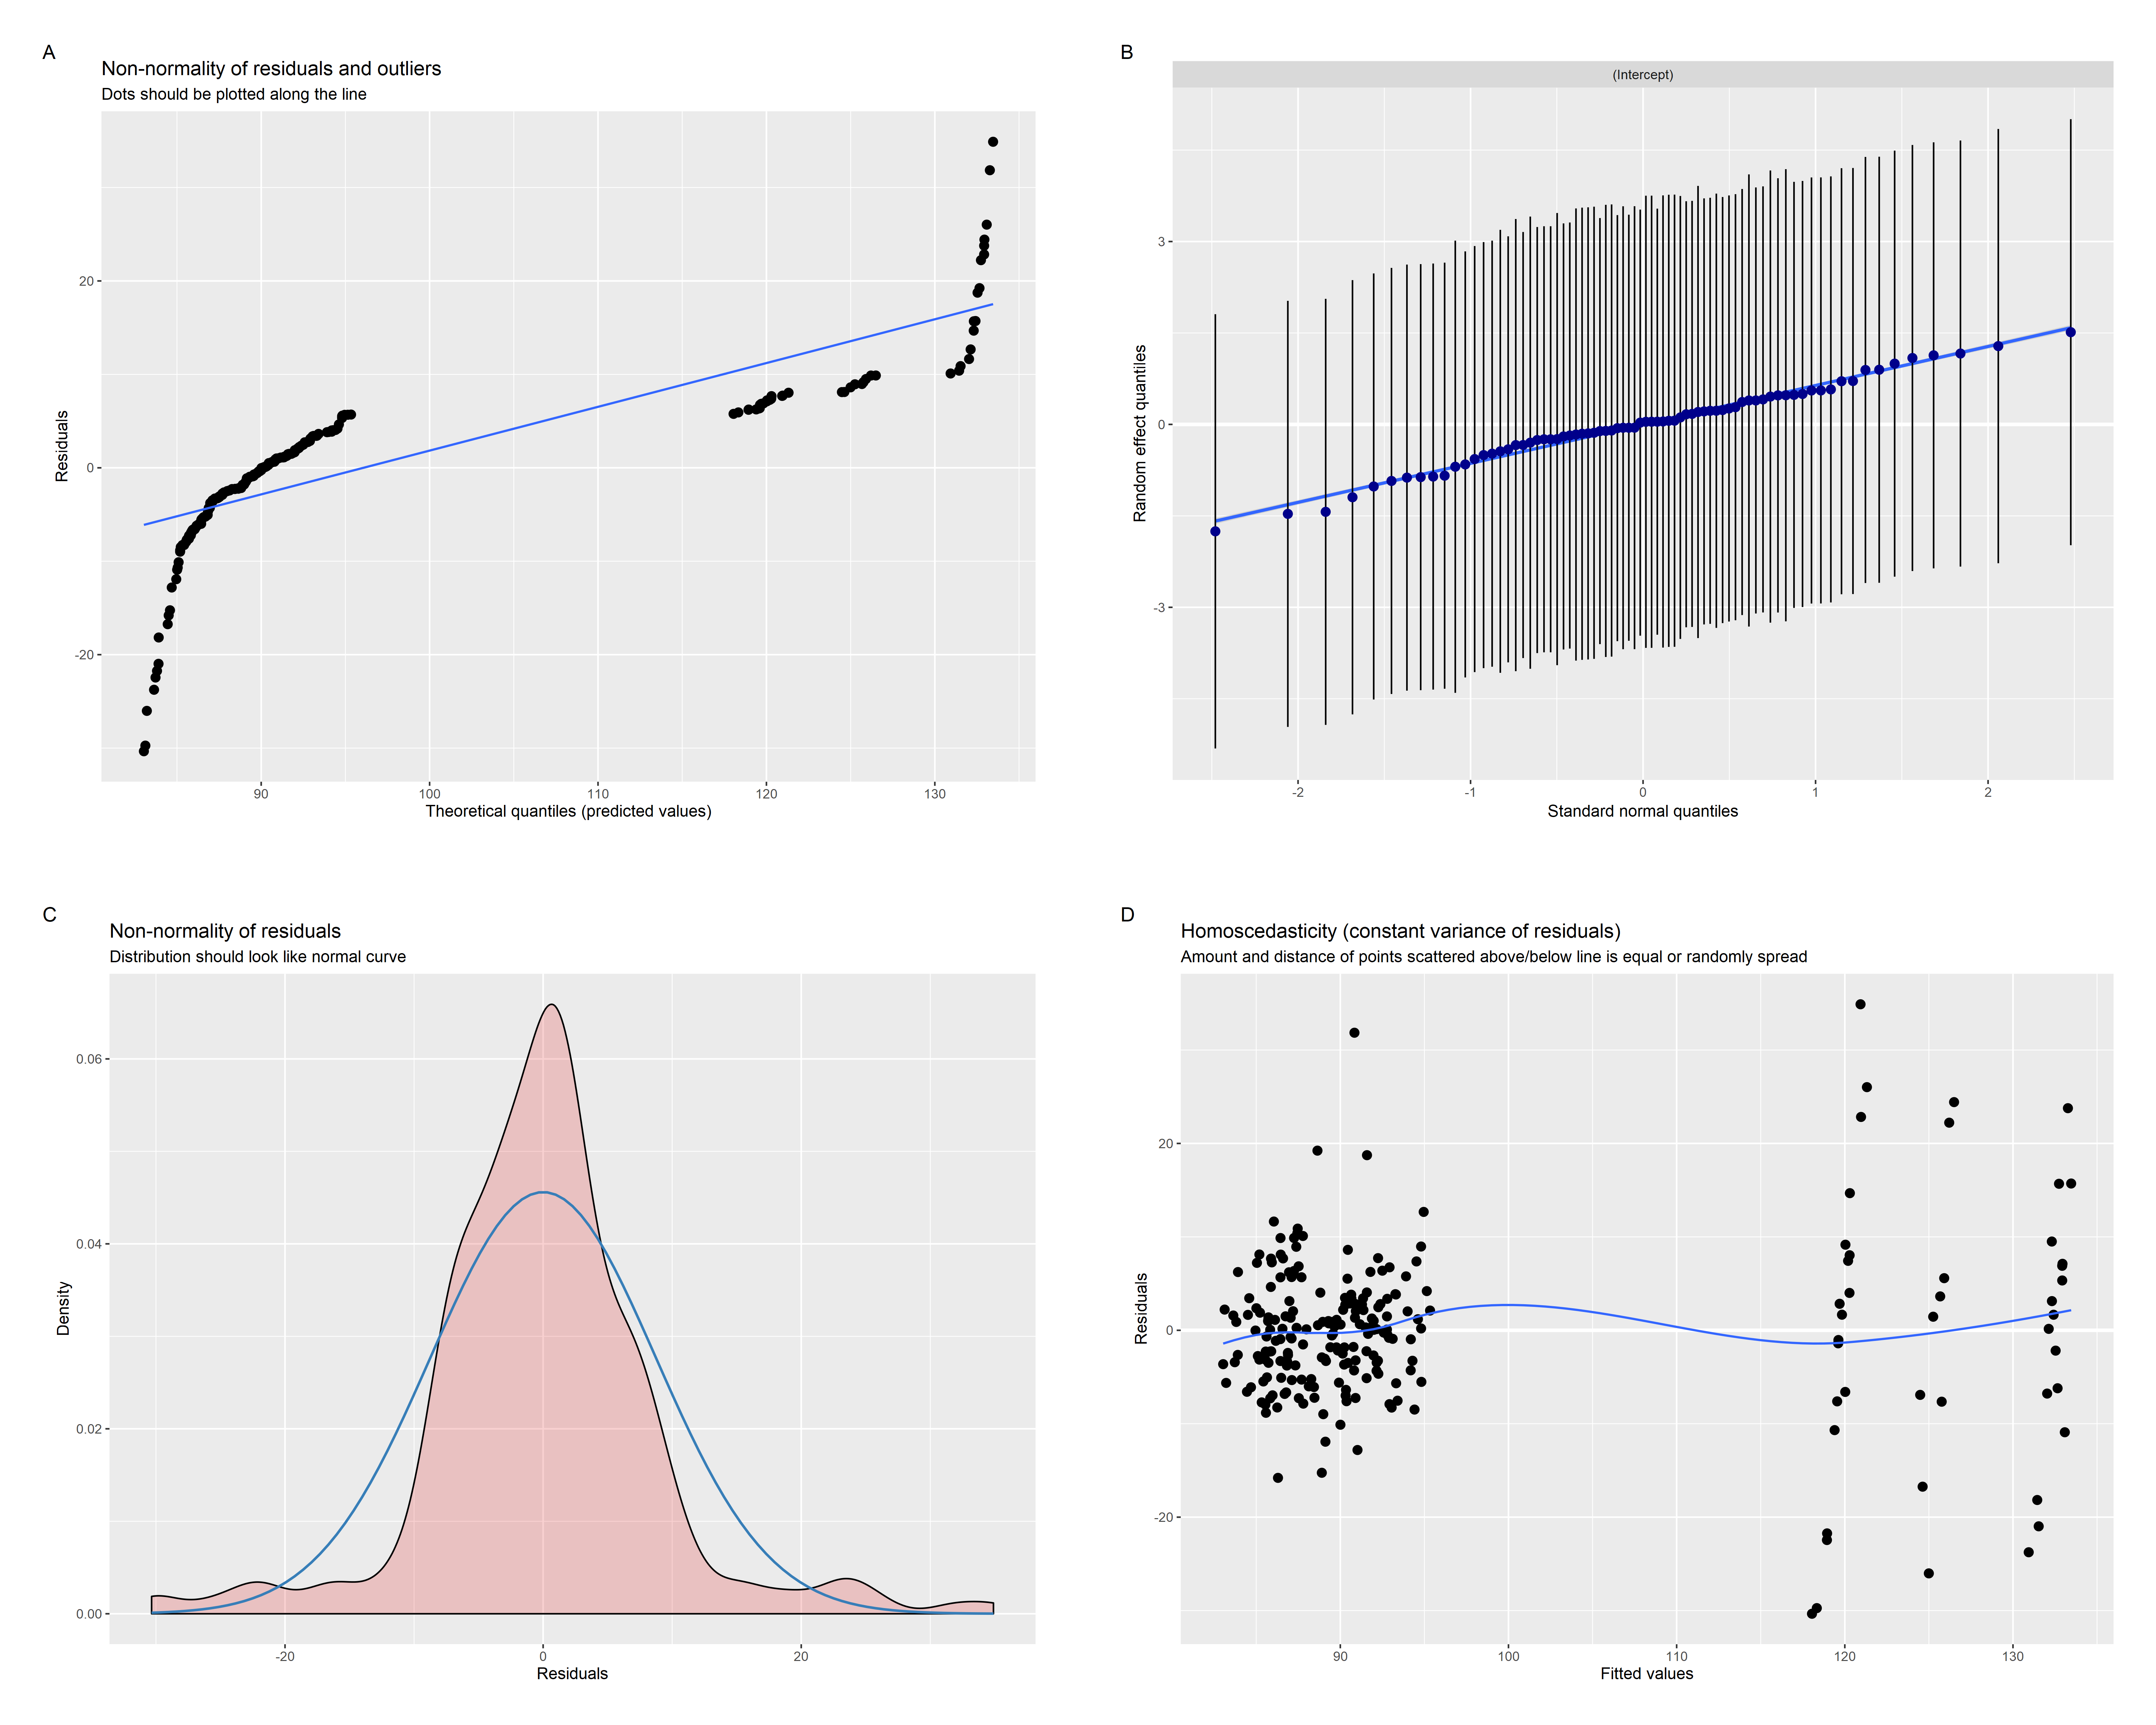 A
Non-normality of residuals and outliers
Dots should be plotted along the line
Residuals
20
0
-20
90
100
110
120
130
Theoretical quantiles (predicted values)
B
(Intercept)
Random effect quantiles
3
0
-3
-2
-1
0
1
2
Standard normal quantiles
C
Non-normality of residuals
Distribution should look like normal curve
Density
0.06
0.04
0.02
0.00
-20
0
20
Residuals
D
Homoscedasticity (constant variance of residuals)
Amount and distance of points scattered above/below line is equal or randomly spread
Residuals
20
0
-20
90
100
110
120
130
Fitted values